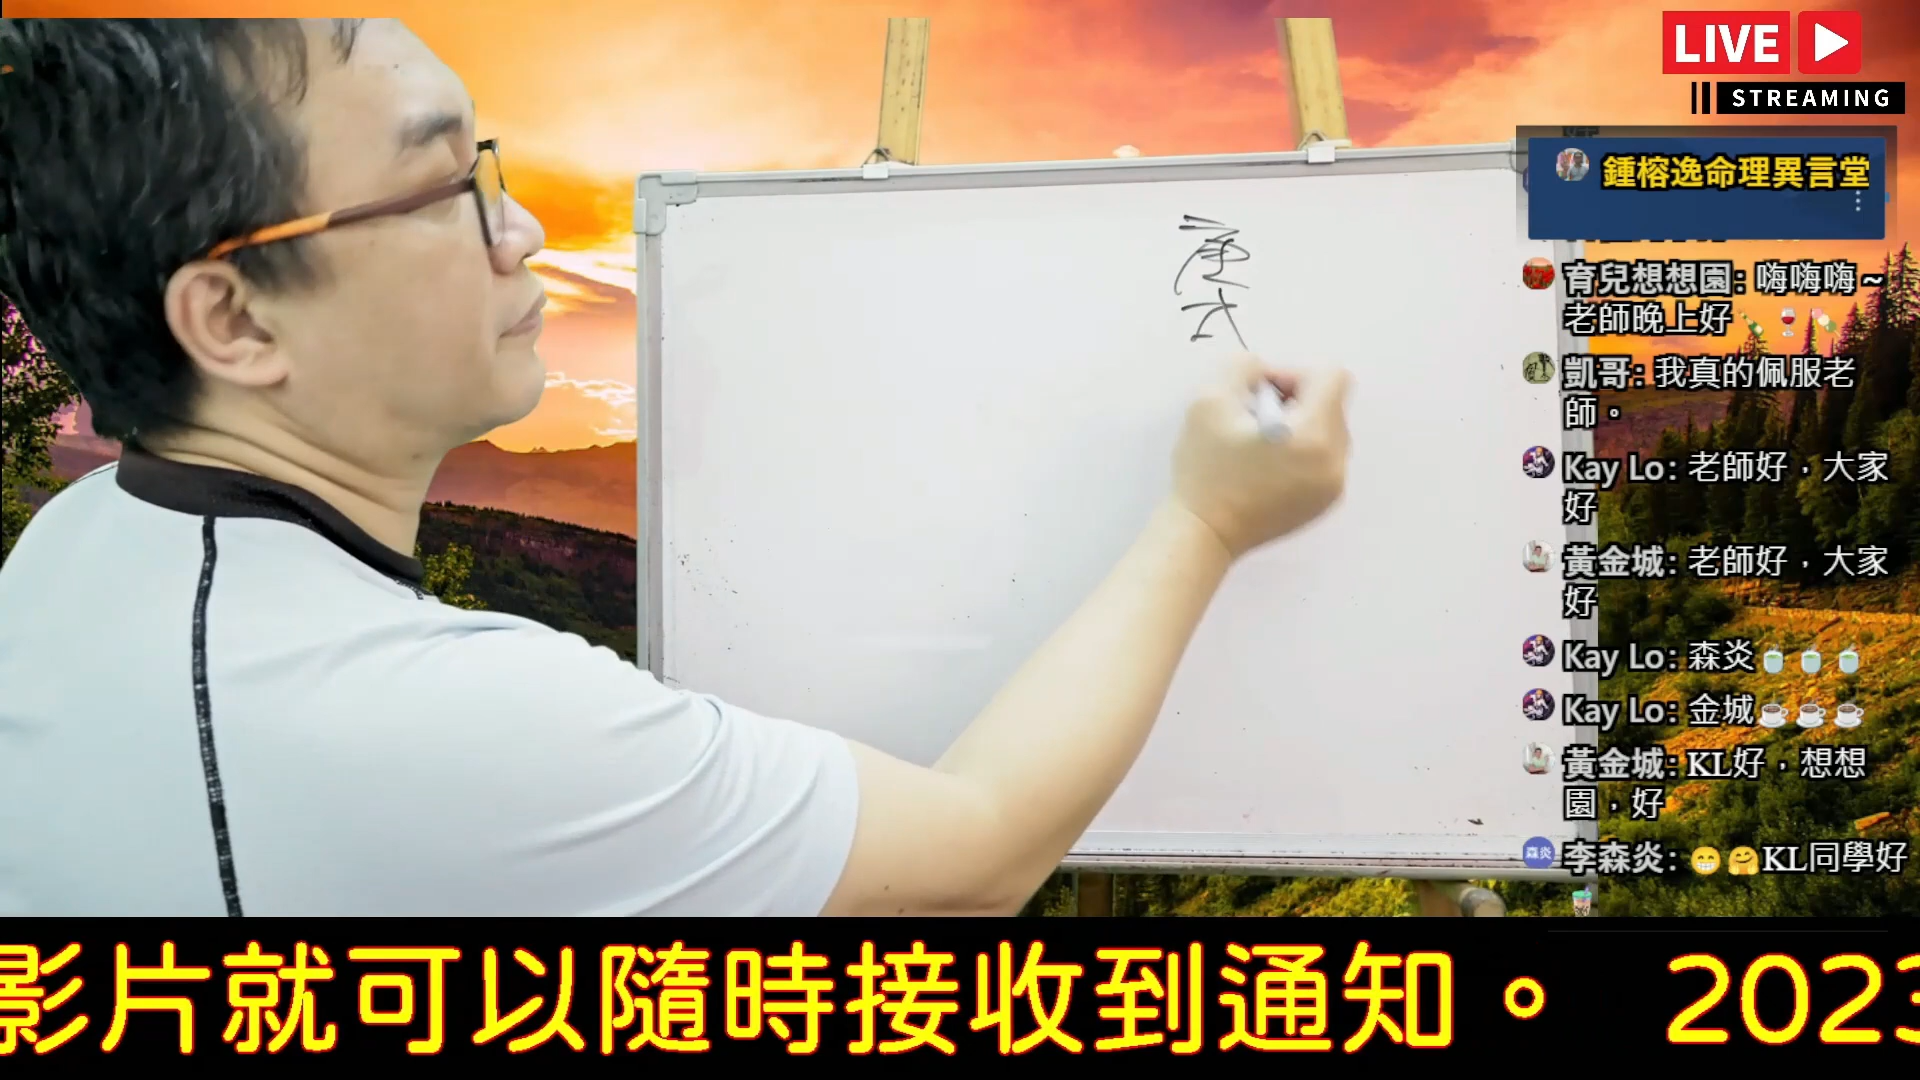 LIVE
STREAMING
鍾榕逸命理異言堂
育兒想想園: 嗨嗨嗨~
老師晚上好
凱哥: 我真的佩服老
師。
Kay Lo: 老師好，大家
好
黃金城: 老師好，大家
好
Kay Lo: 森炎
Kay Lo: 金城
黃金城: KL好，想想
園，好
森炎
李森炎: KL同學好
影片就可以隨時接收到通知。 2023